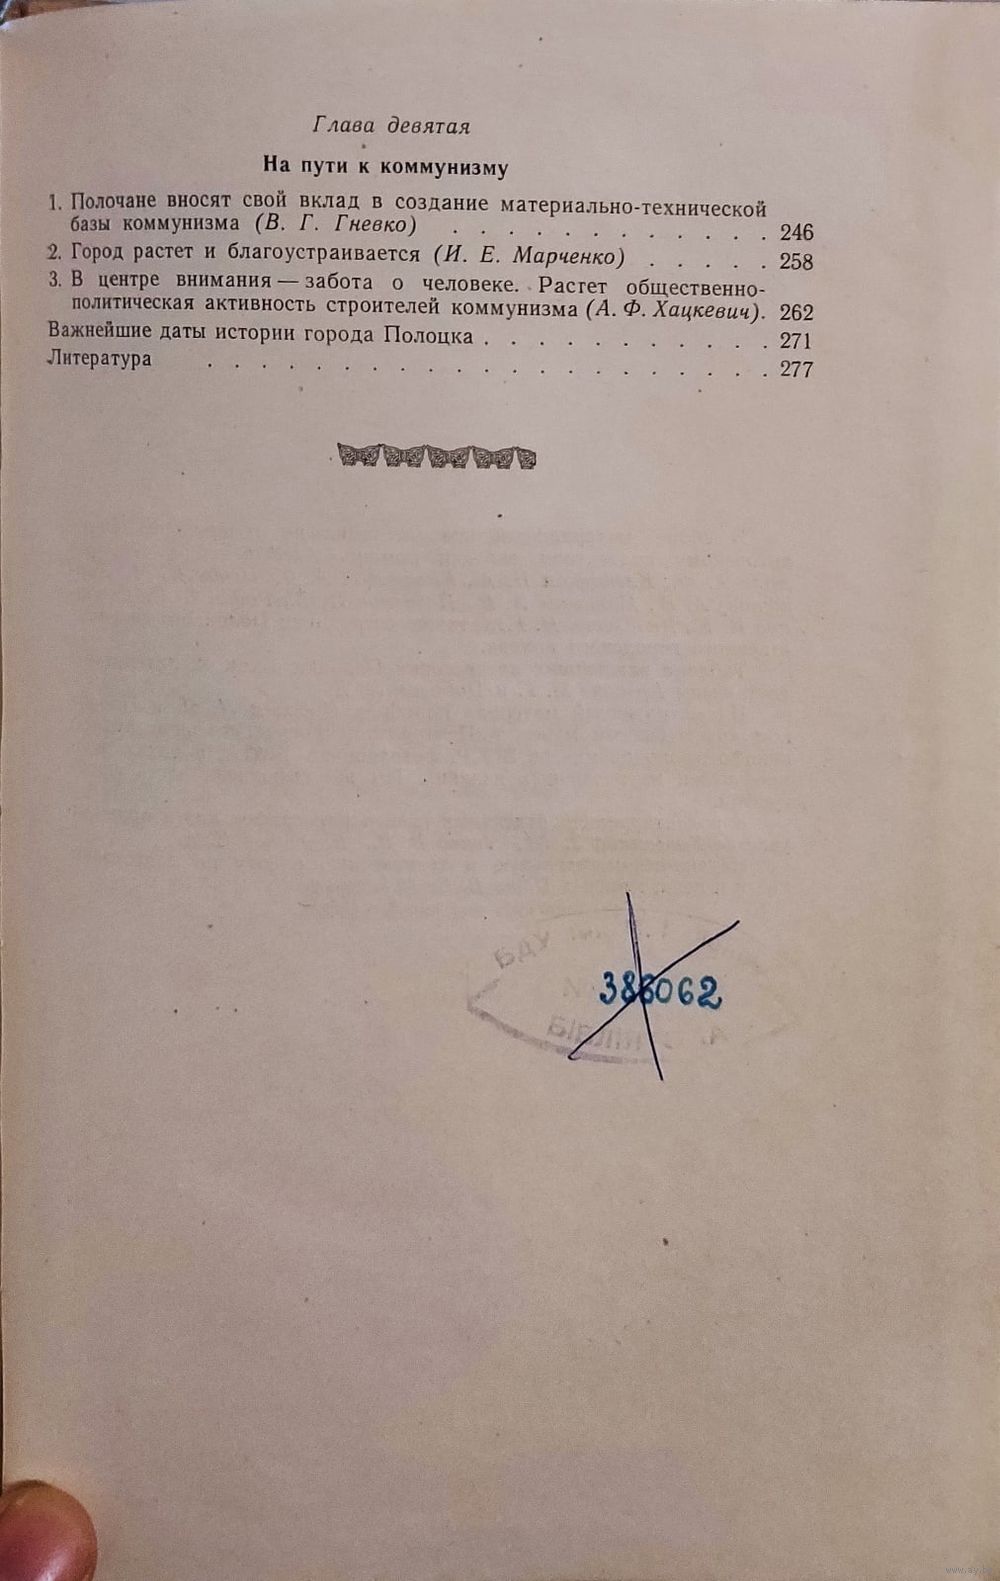 Глава девятая
На пути к коммунизму
1. Полочане вносят свой вклад в создание материально-технической
базы коммунизма (В. Г. Гневко) . . . . . . . . . . . . 246
2. Город растет и благоустраивается (И. Е. Марченко) . . . . . 258
3. В центре внимания — забота о человеке. Растет общественно-
политическая активность строителей коммунизма (А. Ф. Хацкевич). 262
Важнейшие даты истории города Полоцка . . . . . . . . . . . 271
Литература . . . . . . . . . . . . . . . . . . . . . 277
386062